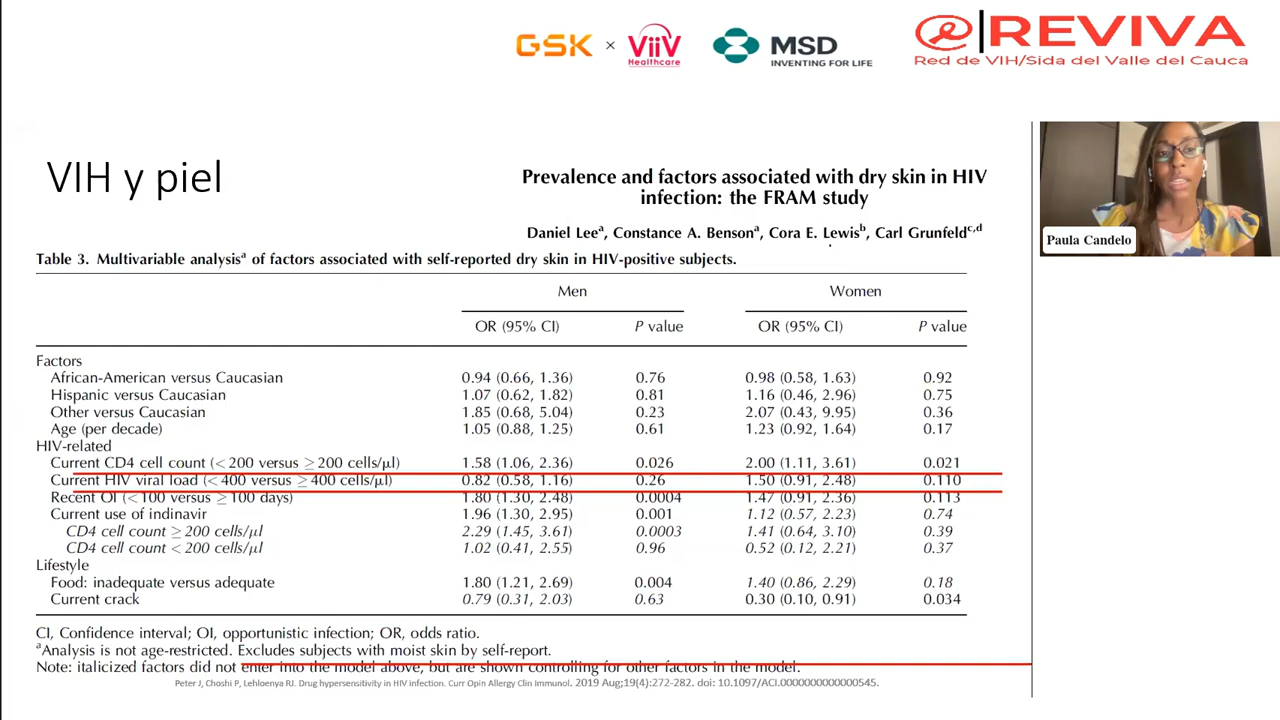 GSK × ViiV Healthcare MSD INVENTING FOR LIFE @|REVIVA Red de VIH/Sida del Valle del Cauca
VIH y piel
Prevalence and factors associated with dry skin in HIV
infection: the FRAM study
Daniel Leeᵃ, Constance A. Bensonᵃ, Cora E. Lewisᵇ, Carl Grunfeldᶜ,ᵈ
Paula Candelo
Table 3. Multivariable analysisᵃ of factors associated with self-reported dry skin in HIV-positive subjects.
Men Women
OR (95% CI) P value OR (95% CI) P value
Factors
African-American versus Caucasian 0.94 (0.66, 1.36) 0.76 0.98 (0.58, 1.63) 0.92
Hispanic versus Caucasian 1.07 (0.62, 1.82) 0.81 1.16 (0.46, 2.96) 0.75
Other versus Caucasian 1.85 (0.68, 5.04) 0.23 2.07 (0.43, 9.95) 0.36
Age (per decade) 1.05 (0.88, 1.25) 0.61 1.23 (0.92, 1.64) 0.17
HIV-related
Current CD4 cell count (<200 versus ≥200 cells/μl) 1.58 (1.06, 2.36) 0.026 2.00 (1.11, 3.61) 0.021
Current HIV viral load (<400 versus ≥400 cells/μl) 0.82 (0.58, 1.16) 0.26 1.50 (0.91, 2.48) 0.110
Recent OI (<100 versus ≥100 days) 1.80 (1.30, 2.48) 0.0004 1.47 (0.91, 2.36) 0.113
Current use of indinavir 1.96 (1.30, 2.95) 0.001 1.12 (0.57, 2.23) 0.74
CD4 cell count ≥200 cells/μl 2.29 (1.45, 3.61) 0.0003 1.41 (0.64, 3.10) 0.39
CD4 cell count <200 cells/μl 1.02 (0.41, 2.55) 0.96 0.52 (0.12, 2.21) 0.37
Lifestyle
Food: inadequate versus adequate 1.80 (1.21, 2.69) 0.004 1.40 (0.86, 2.29) 0.18
Current crack 0.79 (0.31, 2.03) 0.63 0.30 (0.10, 0.91) 0.034
CI, Confidence interval; OI, opportunistic infection; OR, odds ratio.
ᵃAnalysis is not age-restricted. Excludes subjects with moist skin by self-report.
Note: italicized factors did not enter into the model above, but are shown controlling for other factors in the model.
Peter J, Choshi P, Lehloenya RJ. Drug hypersensitivity in HIV infection. Curr Opin Allergy Clin Immunol. 2019 Aug;19(4):272-282. doi: 10.1097/ACI.0000000000000545.